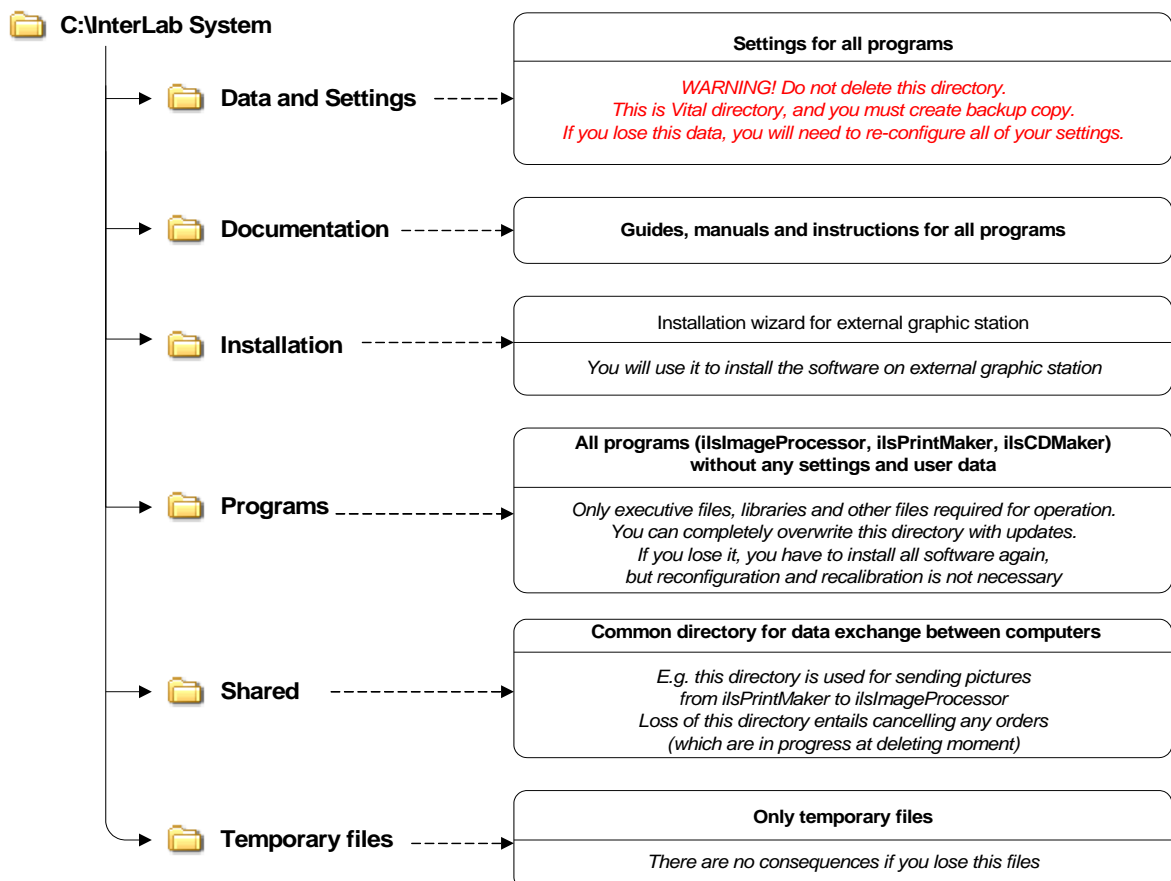 C:\InterLab System
Settings for all programs
Data and Settings
WARNING! Do not delete this directory.
This is Vital directory, and you must create backup copy.
If you lose this data, you will need to re-configure all of your settings.
Documentation
Guides, manuals and instructions for all programs
Installation
Installation wizard for external graphic station
You will use it to install the software on external graphic station
Programs
All programs (ilsImageProcessor, ilsPrintMaker, ilsCDMaker)
without any settings and user data
Only executive files, libraries and other files required for operation.
You can completely overwrite this directory with updates.
If you lose it, you have to install all software again,
but reconfiguration and recalibration is not necessary
Shared
Common directory for data exchange between computers
E.g. this directory is used for sending pictures
from ilsPrintMaker to ilsImageProcessor
Loss of this directory entails cancelling any orders
(which are in progress at deleting moment)
Temporary files
Only temporary files
There are no consequences if you lose this files